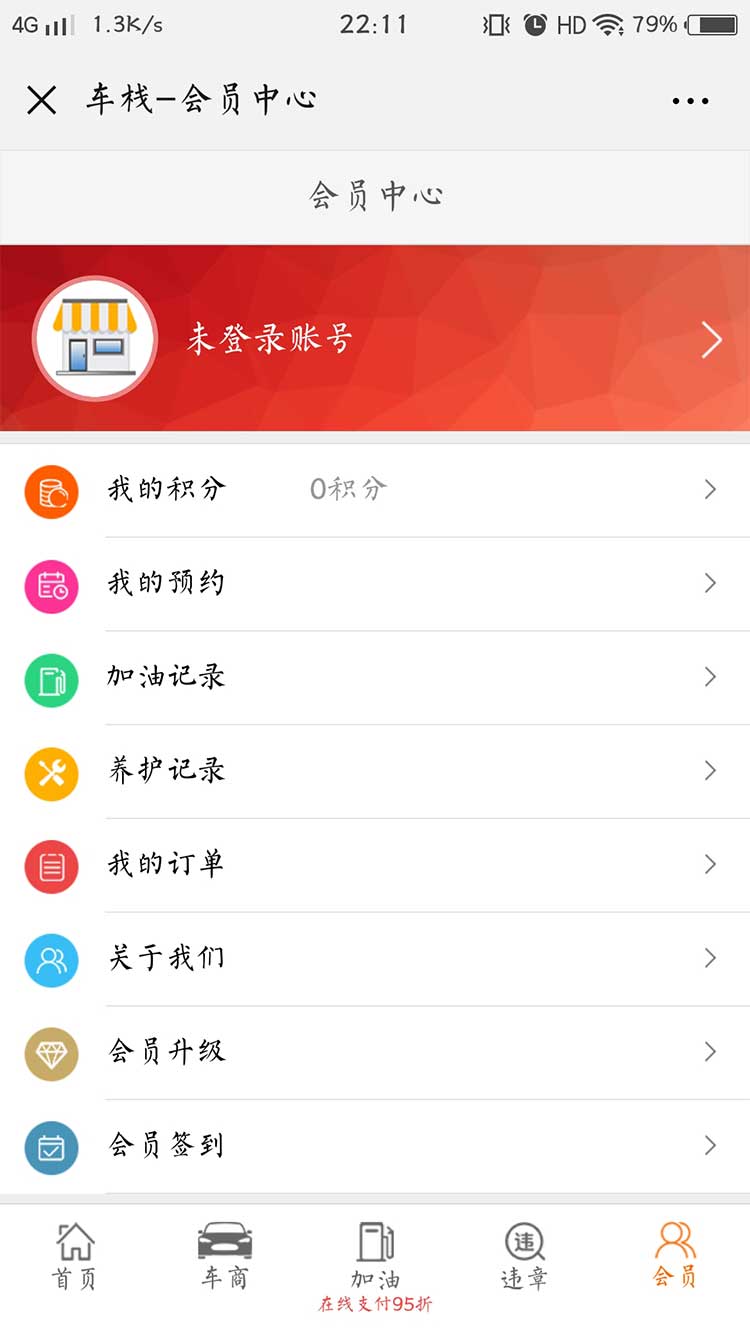 4G 1.3K/s 22:11 HD 79%
车栈-会员中心
会员中心
未登录账号
我的积分 0积分
我的预约
加油记录
养护记录
我的订单
关于我们
会员升级
会员签到
首页 车商 加油 违 违章 会员
在线支付95折